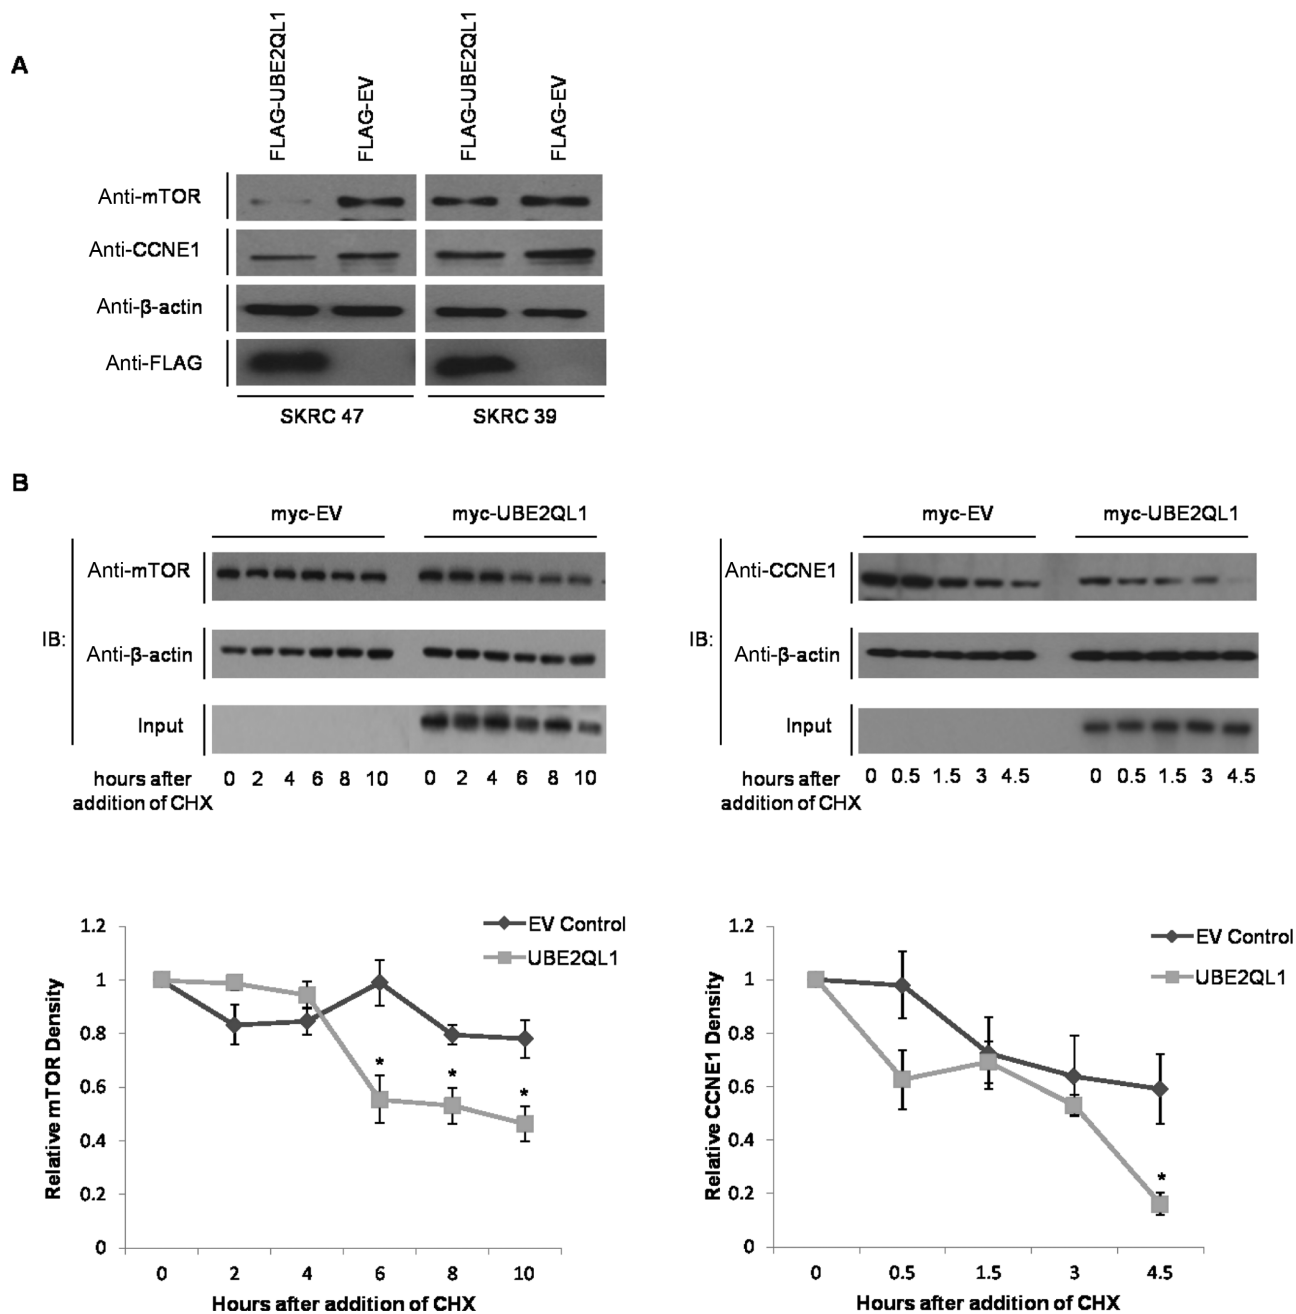 A
FLAG-UBE2QL1
FLAG-EV
FLAG-UBE2QL1
FLAG-EV
Anti-mTOR
Anti-CCNE1
Anti-β-actin
Anti-FLAG
SKRC 47
SKRC 39
B
myc-EV
myc-UBE2QL1
IB:
Anti-mTOR
Anti-β-actin
Input
hours after
addition of CHX
0 2 4 6 8 10
0 2 4 6 8 10
myc-EV
myc-UBE2QL1
IB:
Anti-CCNE1
Anti-β-actin
Input
hours after
addition of CHX
0 0.5 1.5 3 4.5
0 0.5 1.5 3 4.5
EV Control
UBE2QL1
Relative mTOR Density
1.2
1
0.8
0.6
0.4
0.2
0
* * *
0 2 4 6 8 10
Hours after addition of CHX
EV Control
UBE2QL1
Relative CCNE1 Density
1.2
1
0.8
0.6
0.4
0.2
0
*
0 0.5 1.5 3 4.5
Hours after addition of CHX